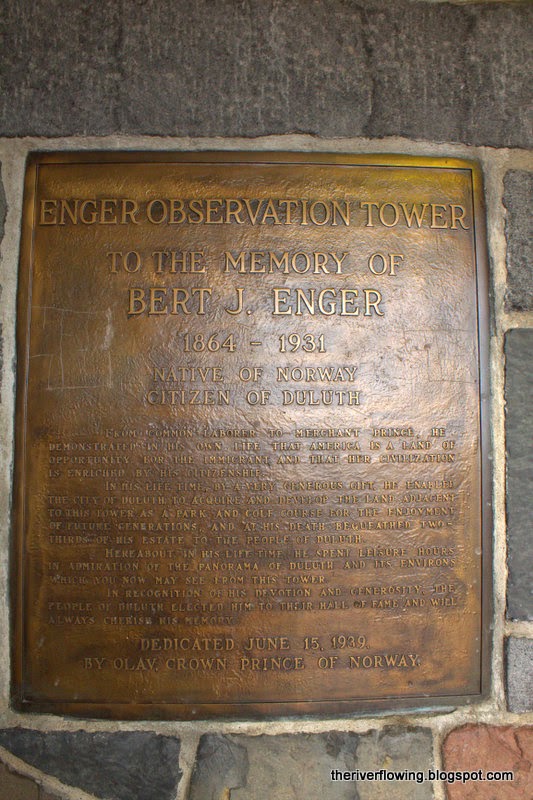 ENGER OBSERVATION TOWER
TO THE MEMORY OF
BERT J. ENGER
1864 - 1931
NATIVE OF NORWAY
CITIZEN OF DULUTH
FROM COMMON LABORER TO MERCHANT PRINCE, HE
DEMONSTRATED IN HIS OWN LIFE THAT AMERICA IS A LAND OF
OPPORTUNITY FOR THE IMMIGRANT, AND THAT HER CIVILIZATION
IS ENRICHED BY HIS CITIZENSHIP.
IN HIS LIFE TIME, BY A VERY GENEROUS GIFT, HE ENABLED
THE CITY OF DULUTH TO ACQUIRE AND DEVELOP THE LAND ADJACENT
TO THIS TOWER AS A PARK AND GOLF COURSE FOR THE ENJOYMENT
OF FUTURE GENERATIONS, AND AT HIS DEATH BEQUEATHED TWO-
THIRDS OF HIS ESTATE TO THE PEOPLE OF DULUTH.
HEREABOUT IN HIS LIFE TIME HE SPENT LEISURE HOURS
IN ADMIRATION OF THE PANORAMA OF DULUTH AND ITS ENVIRONS
WHICH YOU NOW MAY SEE FROM THIS TOWER.
IN RECOGNITION OF HIS DEVOTION AND GENEROSITY, THE
PEOPLE OF DULUTH ELECTED HIM TO THEIR HALL OF FAME AND WILL
ALWAYS CHERISH HIS MEMORY.
DEDICATED JUNE 15, 1939,
BY OLAV, CROWN PRINCE OF NORWAY.
theriverflowing.blogspot.com